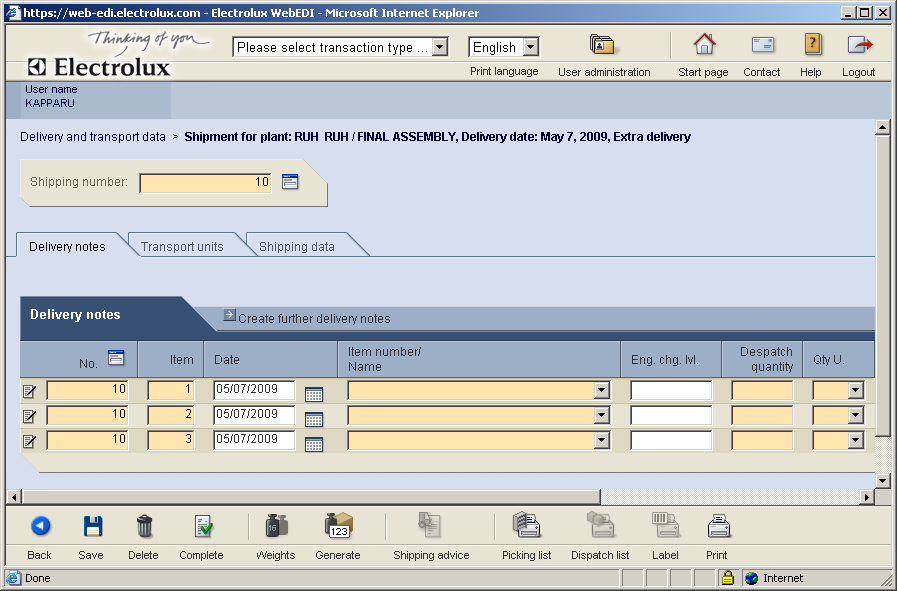 https://web-edi.electrolux.com - Electrolux WebEDI - Microsoft Internet Explorer
Thinking of you
Electrolux
Please select transaction type ...
English
Print language
User administration
Start page
Contact
Help
Logout
User name
KAPPARU
Delivery and transport data > Shipment for plant: RUH RUH / FINAL ASSEMBLY, Delivery date: May 7, 2009, Extra delivery
Shipping number: 10
Delivery notes
Transport units
Shipping data
Delivery notes
Create further delivery notes
No.
Item
Date
Item number/
Name
Eng. chg. lvl.
Despatch
quantity
Qty U.
10 1 05/07/2009
10 2 05/07/2009
10 3 05/07/2009
16
123
Back
Save
Delete
Complete
Weights
Generate
Shipping advice
Picking list
Dispatch list
Label
Print
Done
Internet